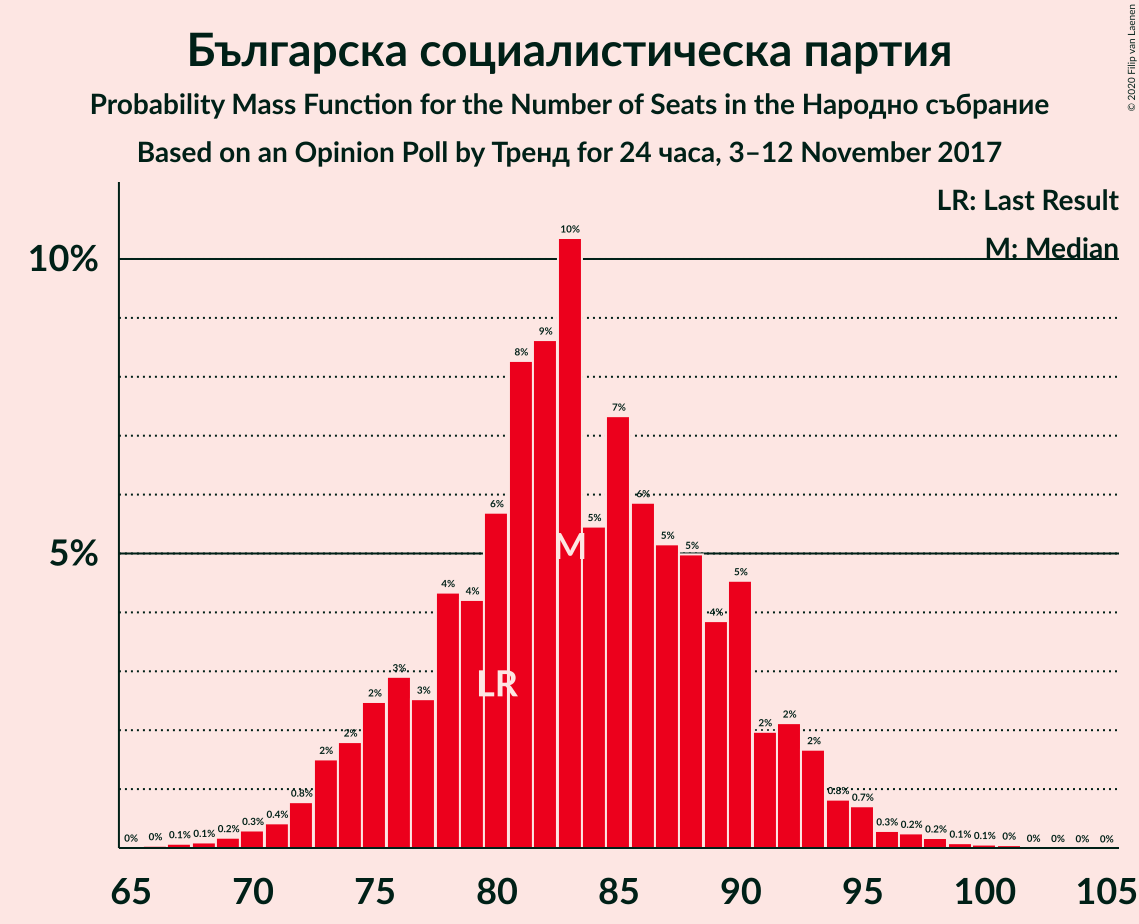 Българска социалистическа партия
Probability Mass Function for the Number of Seats in the Народно събрание
Based on an Opinion Poll by Тренд for 24 часа, 3–12 November 2017
© 2020 Filip van Laenen
LR: Last Result
M: Median
10%
5%
0% 0% 0.1% 0.1% 0.2% 0.3% 0.4% 0.8% 2% 2% 2% 3% 3% 4% 4% 6% 8% 9% 10% 5% 7% 6% 5% 5% 4% 5% 2% 2% 2% 0.8% 0.7% 0.3% 0.2% 0.2% 0.1% 0.1% 0% 0% 0% 0% 0%
M
LR
65 70 75 80 85 90 95 100 105